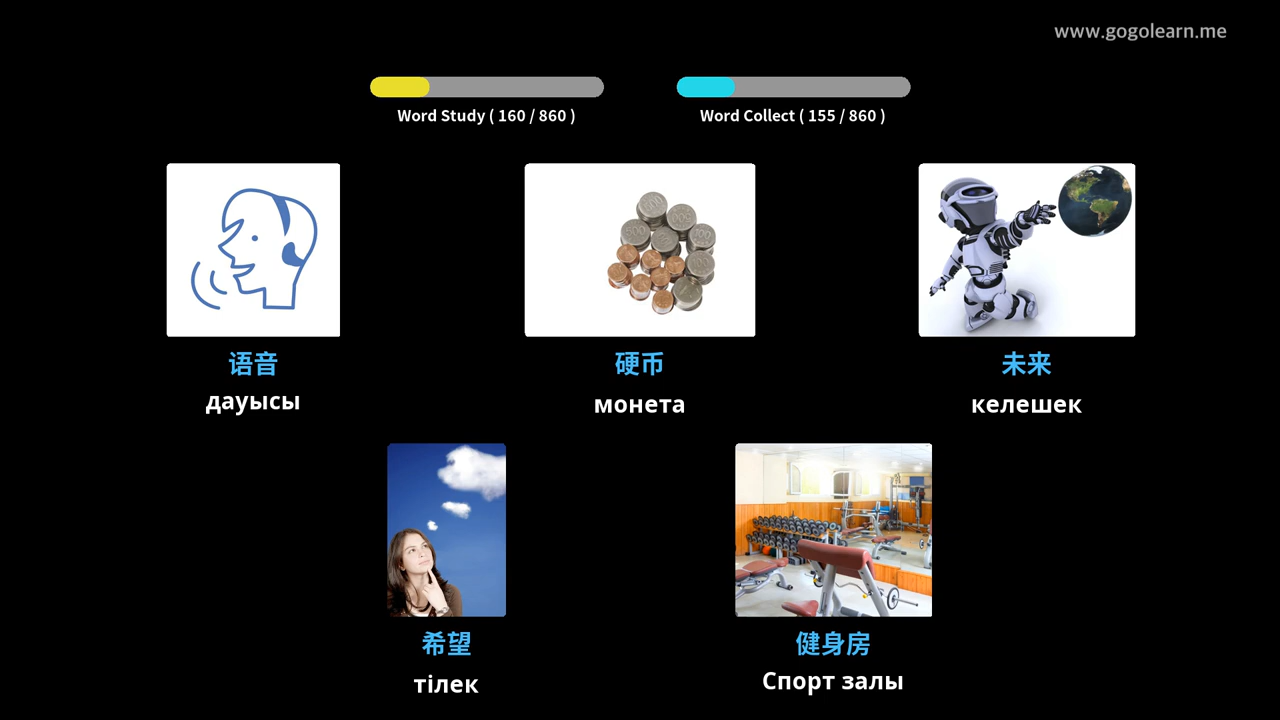 www.gogolearn.me
Word Study ( 160 / 860 )
Word Collect ( 155 / 860 )
语音
硬币
未来
дауысы
монета
келешек
希望
健身房
тілек
Спорт залы